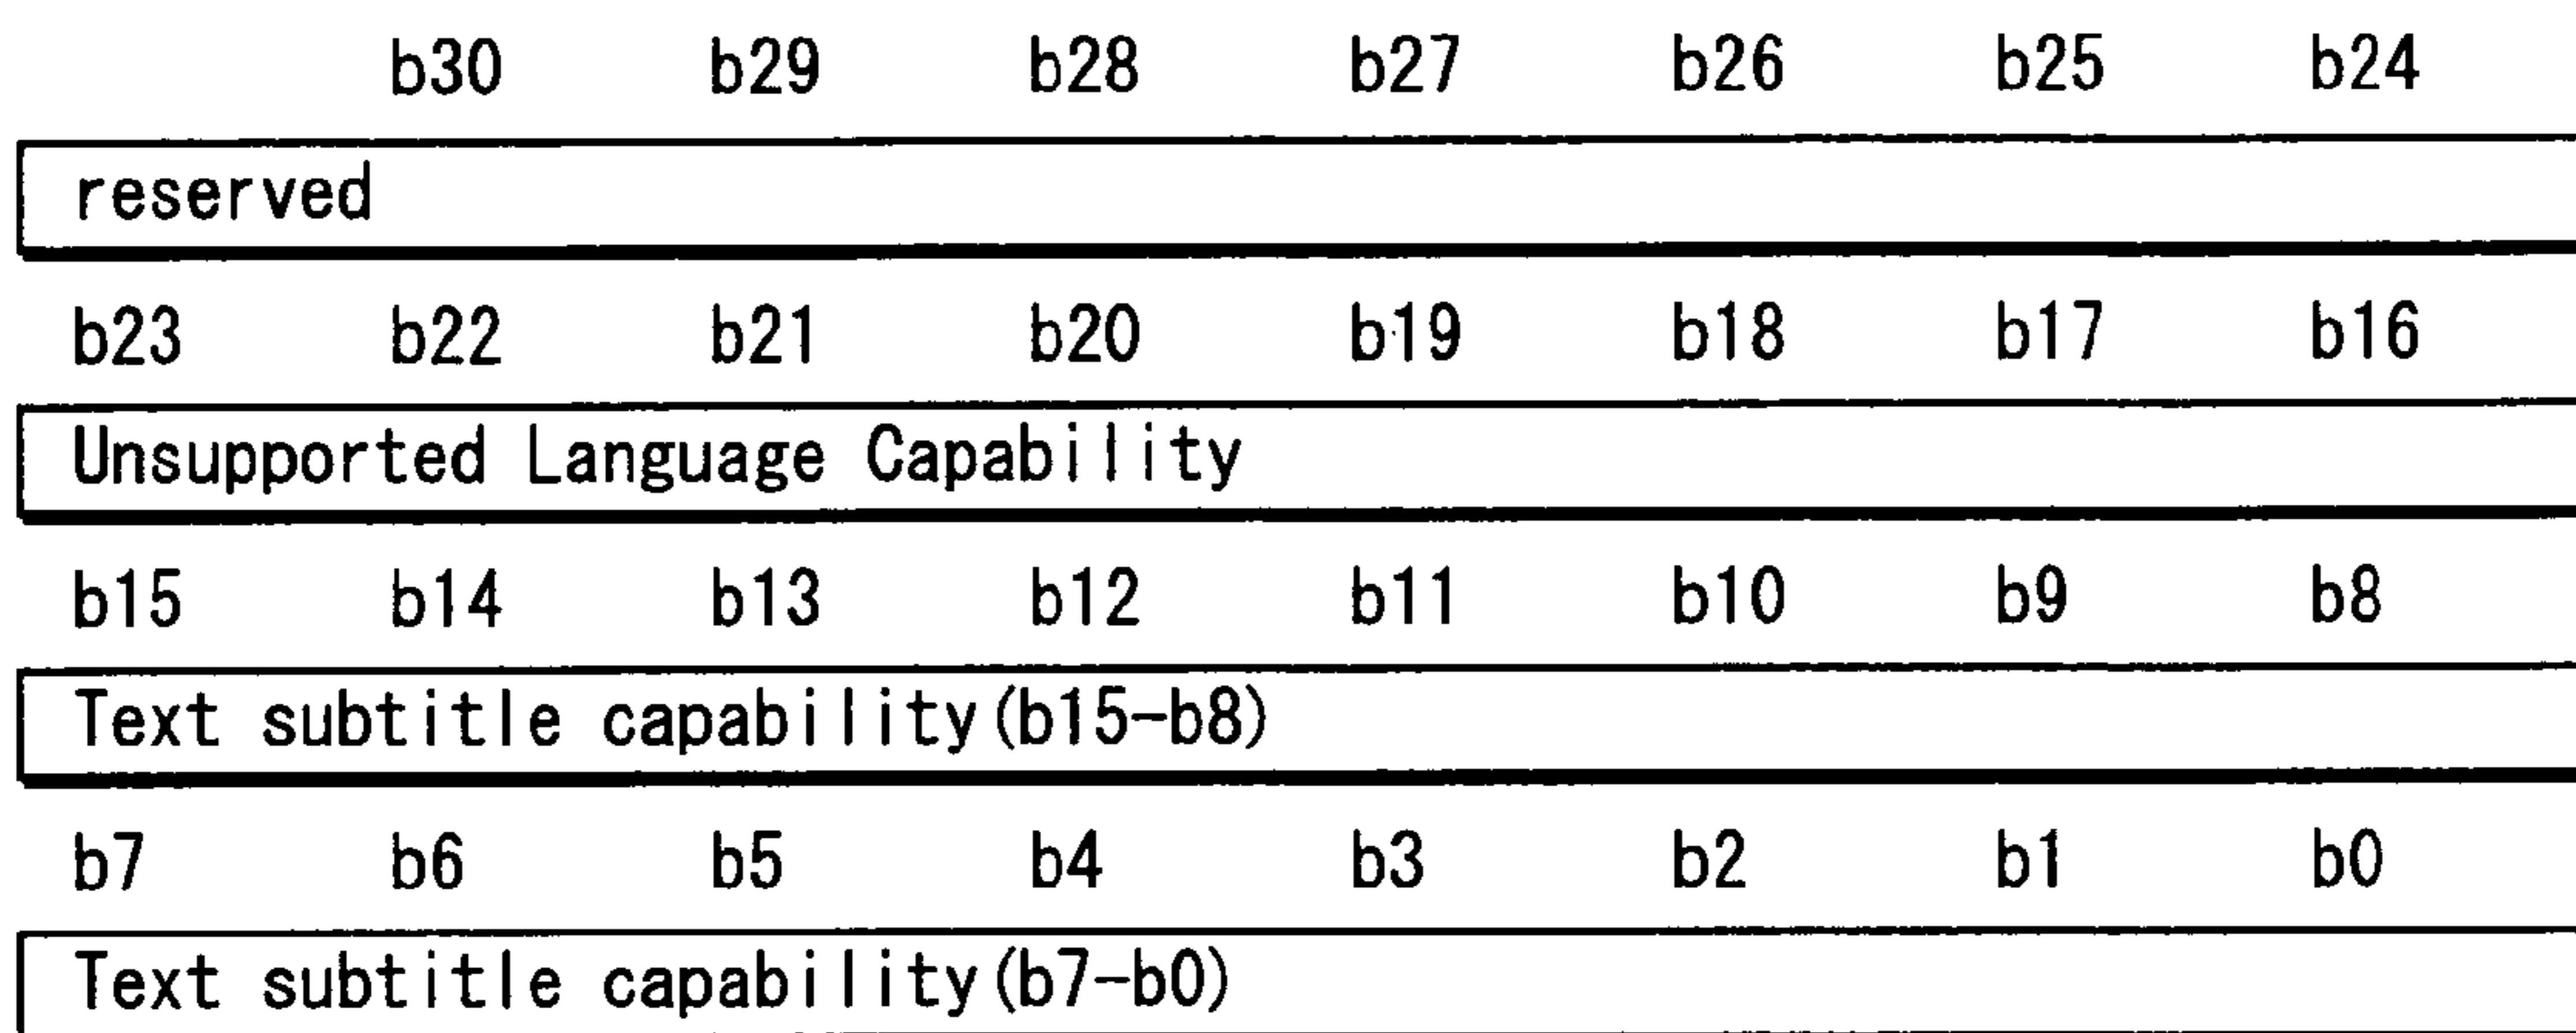 b30 b29 b28 b27 b26 b25 b24
reserved
b23 b22 b21 b20 b19 b18 b17 b16
Unsupported Language Capability
b15 b14 b13 b12 b11 b10 b9 b8
Text subtitle capability(b15-b8)
b7 b6 b5 b4 b3 b2 b1 b0
Text subtitle capability(b7-b0)